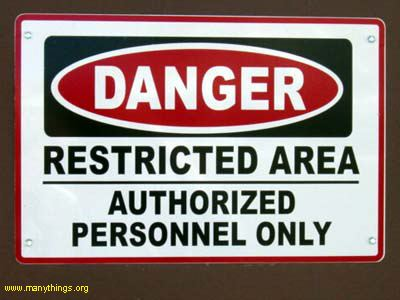 DANGER
RESTRICTED AREA
AUTHORIZED
PERSONNEL ONLY
www.manythings.org